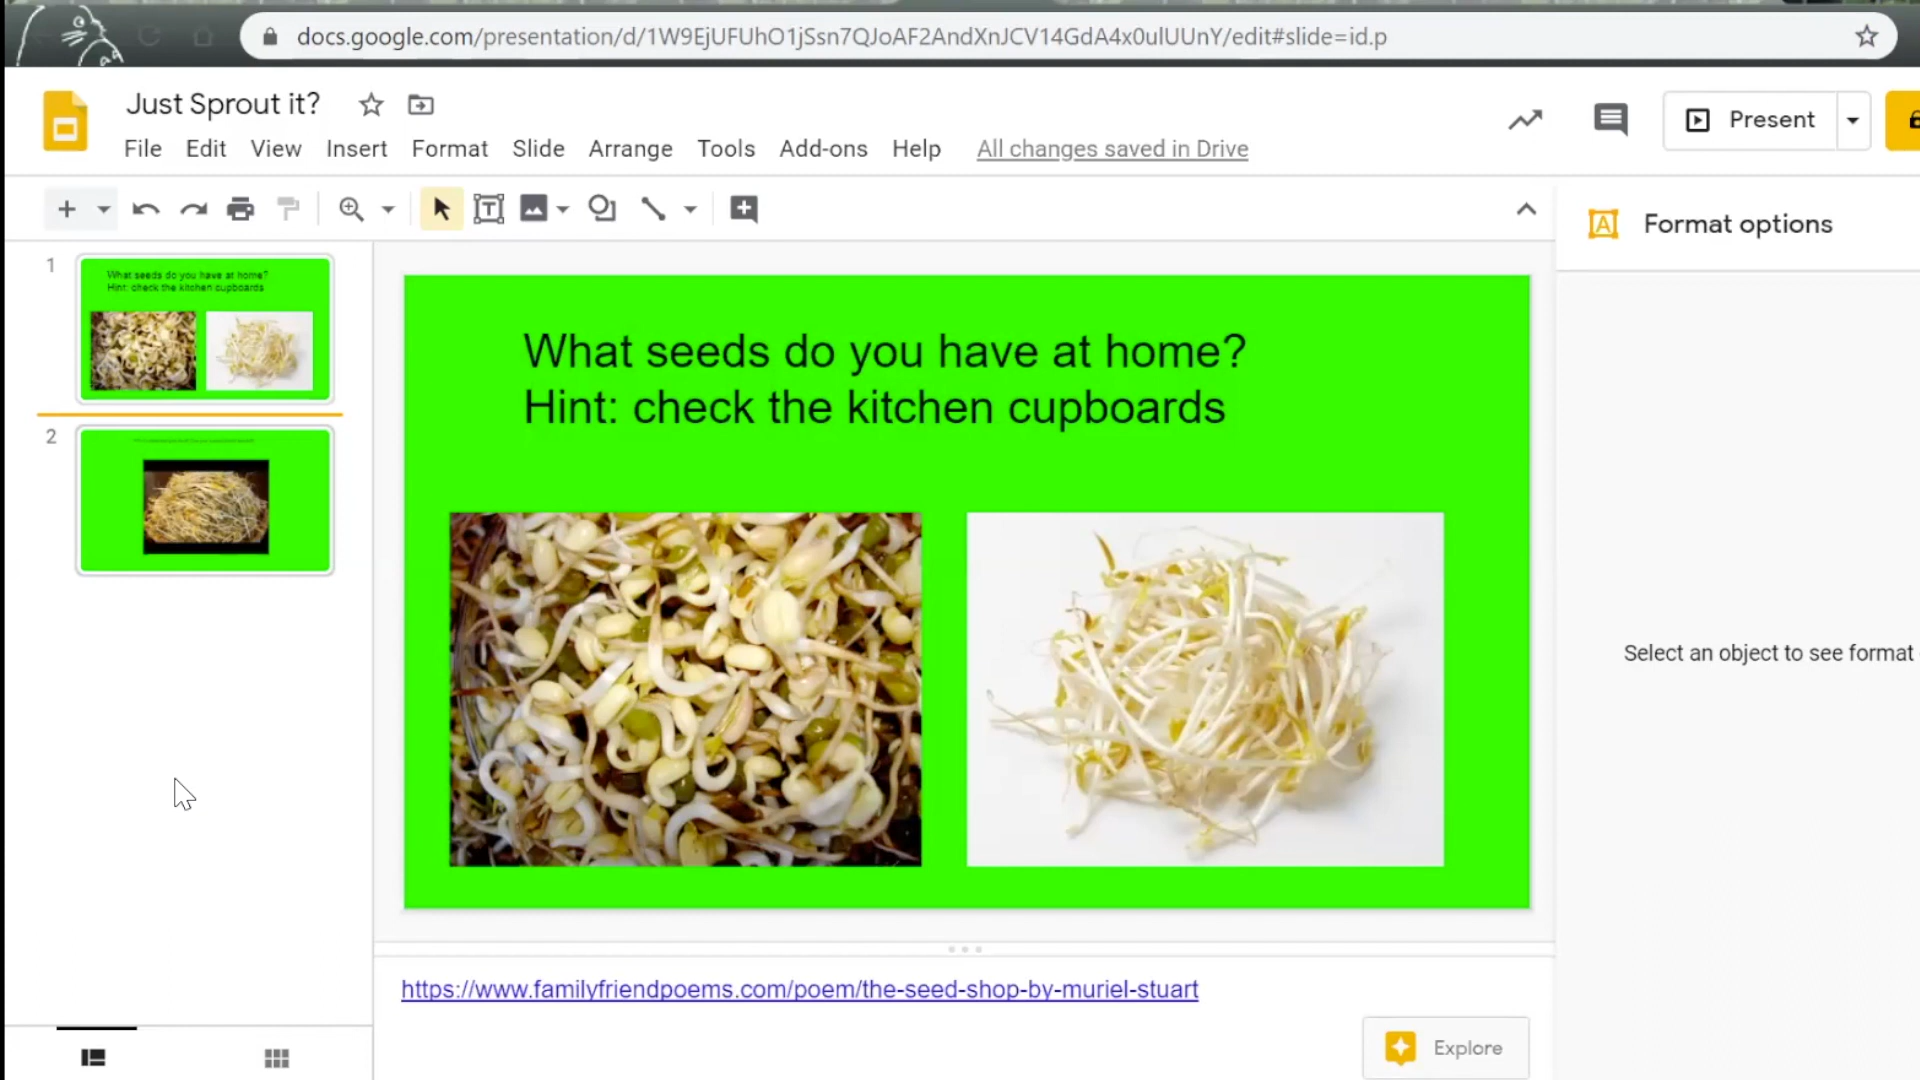 docs.google.com/presentation/d/1W9EjUFUhO1jSsn7QJoAF2AndXnJCV14GdA4x0ulUUnY/edit#slide=id.p
Just Sprout it?
Present
File Edit View Insert Format Slide Arrange Tools Add-ons Help All changes saved in Drive
Format options
1
What seeds do you have at home?
Hint: check the kitchen cupboards
2
What seeds do you have at home?
Hint: check the kitchen cupboards
Select an object to see format
https://www.familyfriendpoems.com/poem/the-seed-shop-by-muriel-stuart
Explore